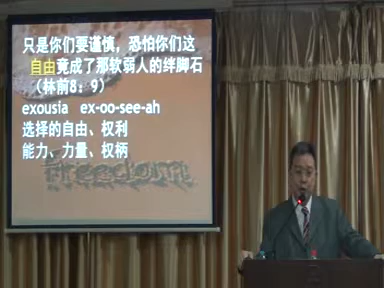 只是你们要谨慎，恐怕你们这
自由竟成了那软弱人的绊脚石
（林前8：9）
exousia ex-oo-see-ah
选择的自由、权利
能力、力量、权柄
Freedom!